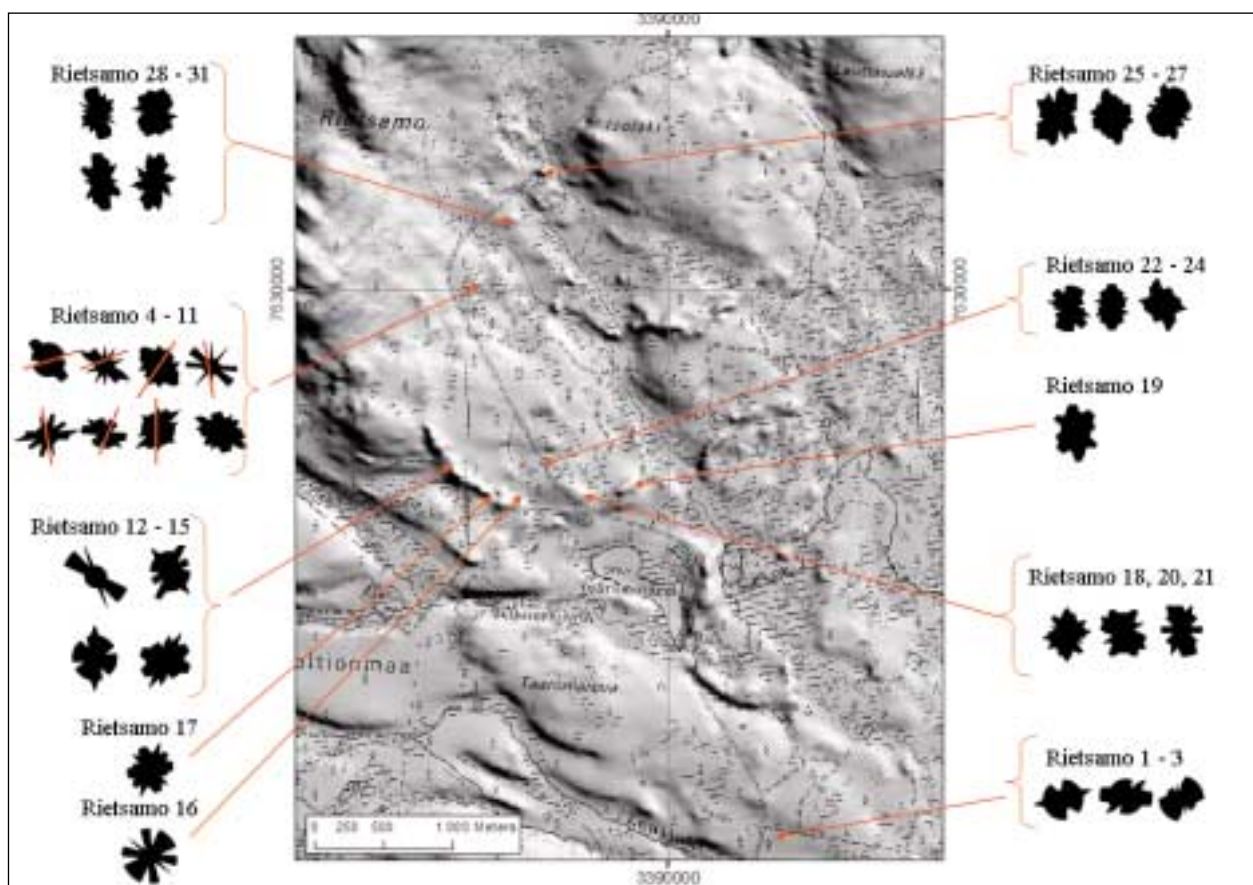 3390000
Rietsamo 28 - 31
Rietsamo 25 - 27
Rietsamo
7630000
7630000
Rietsamo 22 - 24
Rietsamo 4 - 11
Rietsamo 19
Rietsamo 12 - 15
Rietsamo 18, 20, 21
altionmaa
Rietsamo 17
Rietsamo 1 - 3
Rietsamo 16
0 250 500 1 000 Meters
3390000